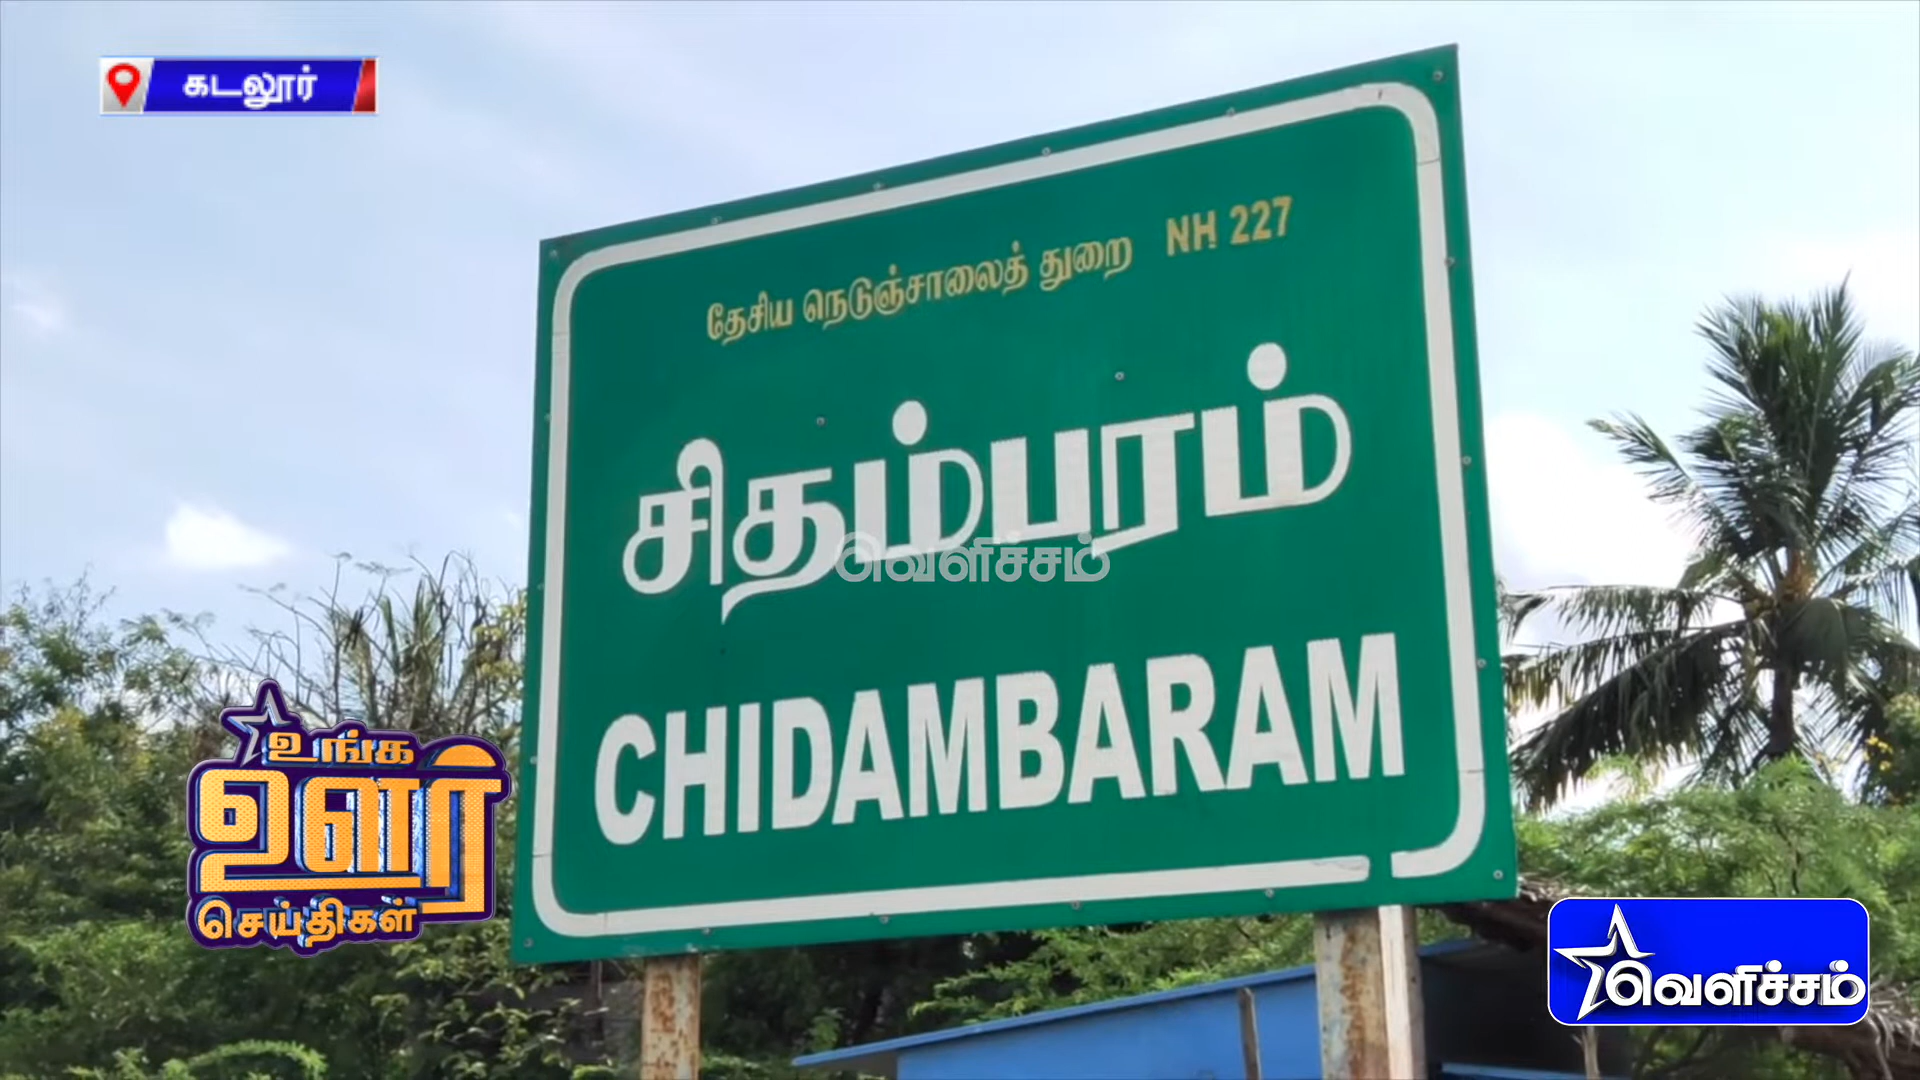 கடலூர்
தேசிய நெடுஞ்சாலைத் துறை NH 227
சிதம்பரம்
வெளிச்சம்
CHIDAMBARAM
உங்க
ஊர்
செய்திகள்
வெளிச்சம்